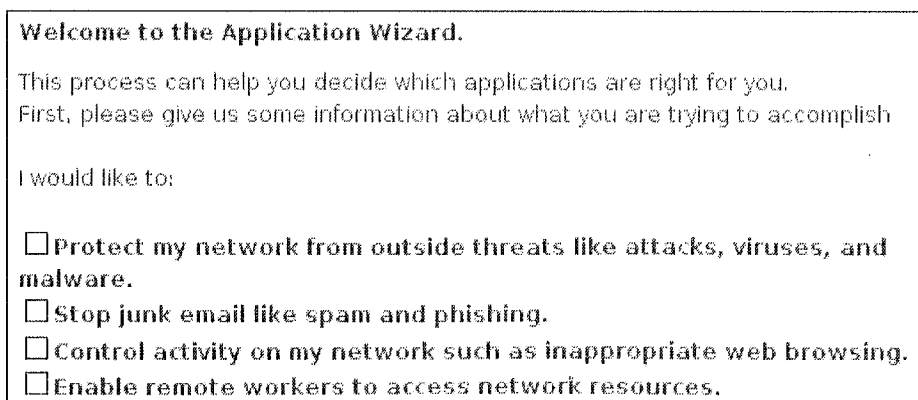 Welcome to the Application Wizard.
This process can help you decide which applications are right for you.
First, please give us some information about what you are trying to accomplish
I would like to:
Protect my network from outside threats like attacks, viruses, and
malware.
Stop junk email like spam and phishing.
Control activity on my network such as inappropriate web browsing.
Enable remote workers to access network resources.